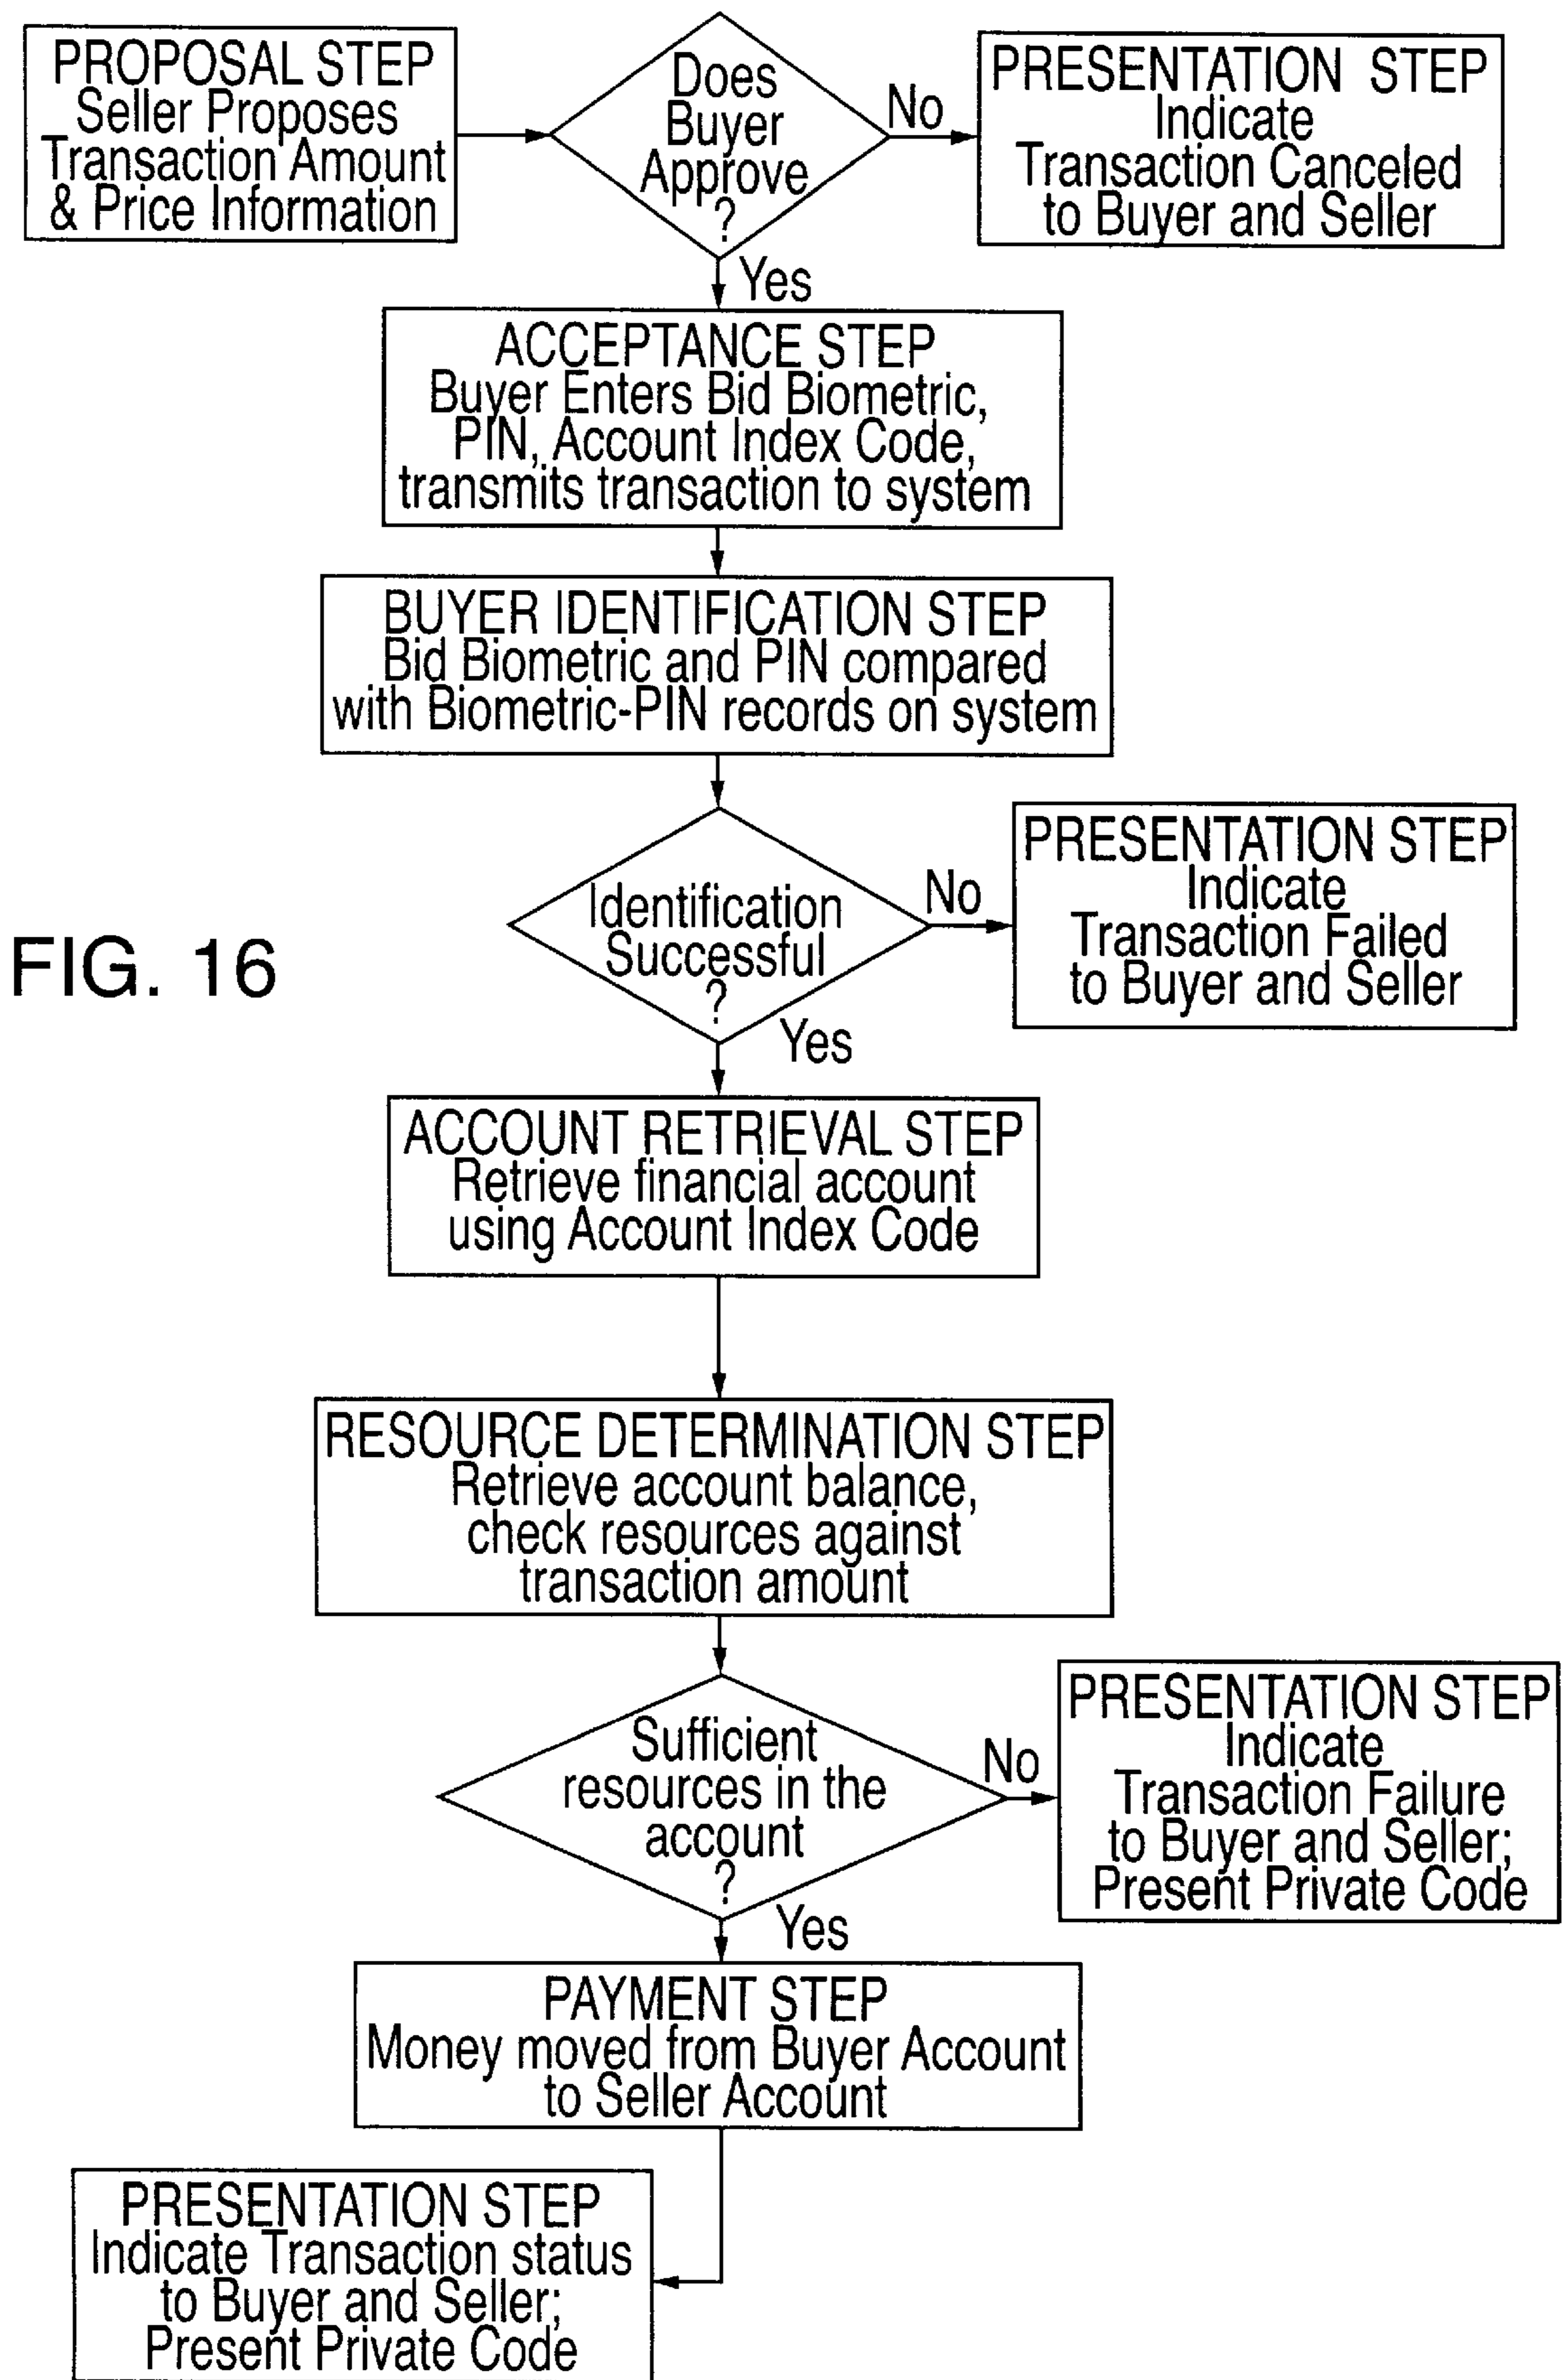 PROPOSAL STEP
Seller Proposes
Transaction Amount
& Price Information
Does
Buyer
Approve
?
No
PRESENTATION STEP
Indicate
Transaction Canceled
to Buyer and Seller
Yes
ACCEPTANCE STEP
Buyer Enters Bid Biometric,
PIN, Account Index Code,
transmits transaction to system
BUYER IDENTIFICATION STEP
Bid Biometric and PIN compared
with Biometric-PIN records on system
Identification
Successful
?
No
PRESENTATION STEP
Indicate
Transaction Failed
to Buyer and Seller
FIG. 16
Yes
ACCOUNT RETRIEVAL STEP
Retrieve financial account
using Account Index Code
RESOURCE DETERMINATION STEP
Retrieve account balance,
check resources against
transaction amount
Sufficient
resources in the
account
?
No
PRESENTATION STEP
Indicate
Transaction Failure
to Buyer and Seller;
Present Private Code
Yes
PAYMENT STEP
Money moved from Buyer Account
to Seller Account
PRESENTATION STEP
Indicate Transaction status
to Buyer and Seller;
Present Private Code